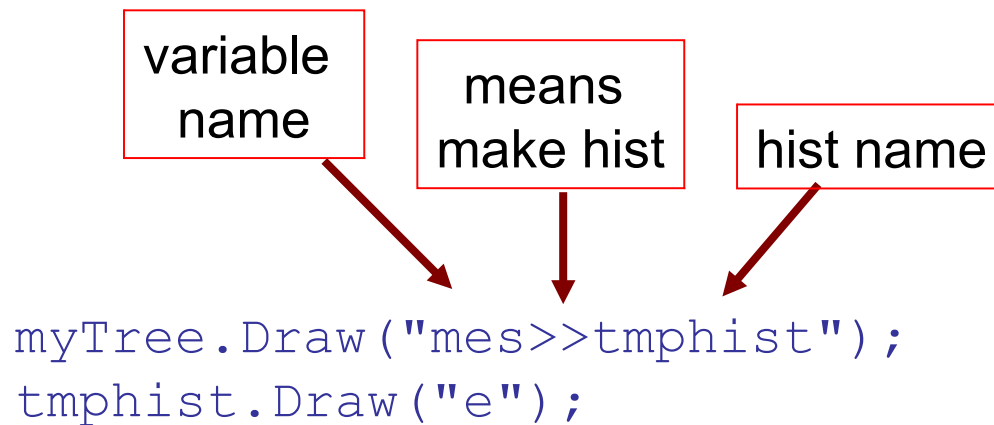 variable
name
means
make hist
hist name
myTree.Draw("mes>>tmphist");
tmphist.Draw("e");